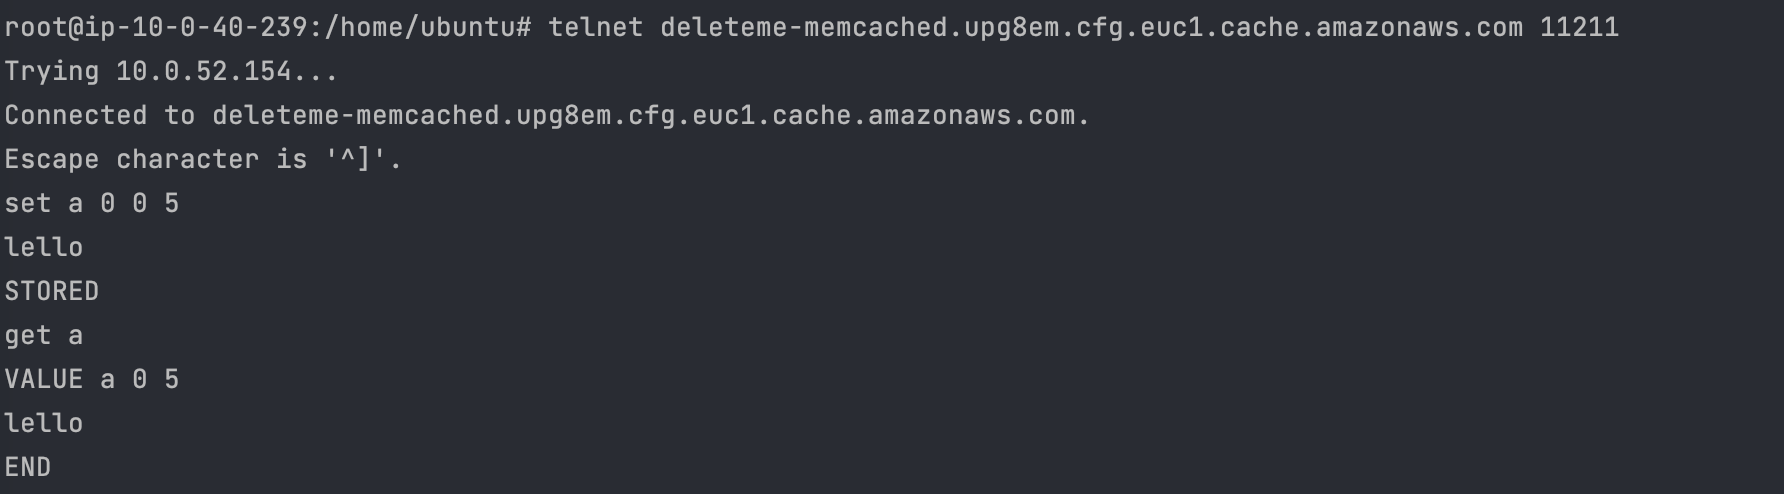 root@ip-10-0-40-239:/home/ubuntu# telnet deleteme-memcached.upg8em.cfg.euc1.cache.amazonaws.com 11211
Trying 10.0.52.154...
Connected to deleteme-memcached.upg8em.cfg.euc1.cache.amazonaws.com.
Escape character is '^]'.
set a 0 0 5
lello
STORED
get a
VALUE a 0 5
lello
END